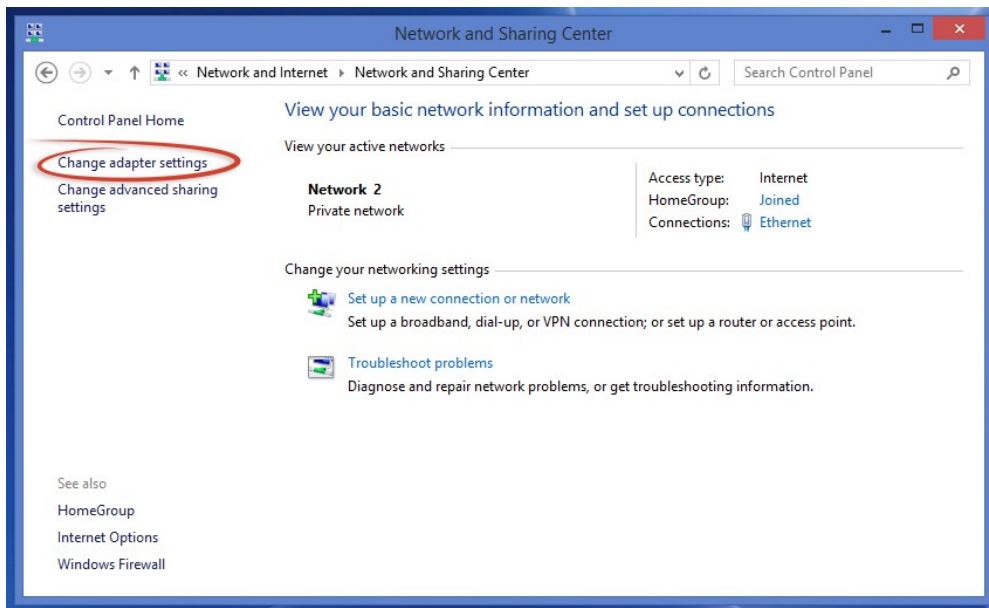 Network and Sharing Center
« Network and Internet
Network and Sharing Center
Search Control Panel
Control Panel Home
Change adapter settings
Change advanced sharing
settings
See also
HomeGroup
Internet Options
Windows Firewall
View your basic network information and set up connections
View your active networks
Network 2
Private network
Access type: Internet
HomeGroup: Joined
Connections: Ethernet
Change your networking settings
Set up a new connection or network
Set up a broadband, dial-up, or VPN connection; or set up a router or access point.
Troubleshoot problems
Diagnose and repair network problems, or get troubleshooting information.